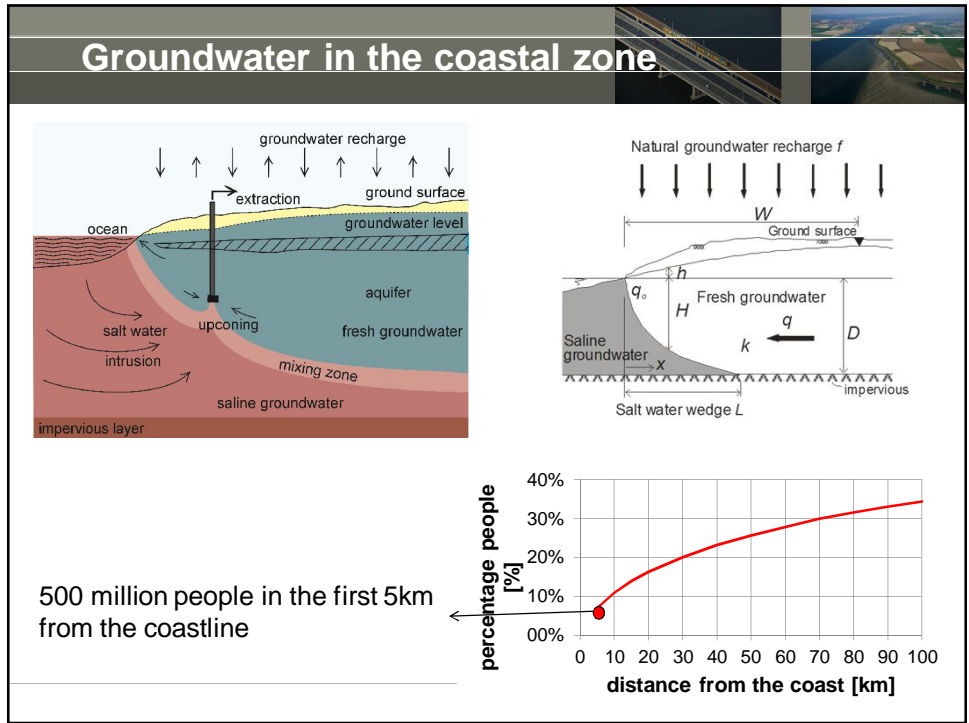 Groundwater in the coastal zone
groundwater recharge
extraction
ground surface
groundwater level
ocean
aquifer
upconing
fresh groundwater
salt water
intrusion
mixing zone
saline groundwater
impervious layer
Natural groundwater recharge f
W
Ground surface
h
qo
H
Fresh groundwater
q
k
D
Saline
groundwater
x
impervious
Salt water wedge L
500 million people in the first 5km
from the coastline
percentage people
[%]
40%
30%
20%
10%
00%
0 10 20 30 40 50 60 70 80 90 100
distance from the coast [km]